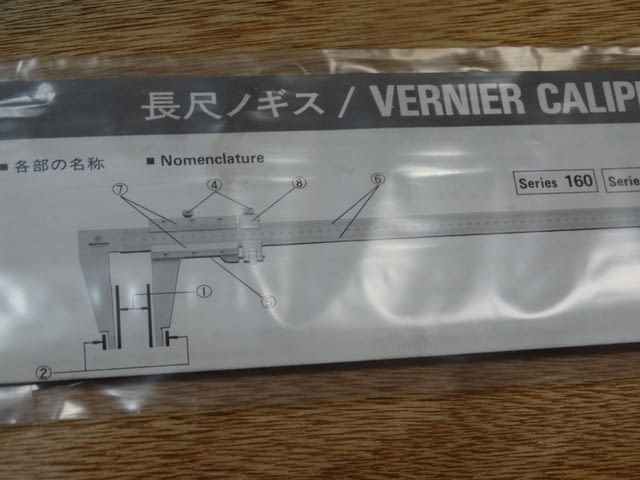 長尺ノギス / VERNIER CALIP
■ 各部の名称 ■ Nomenclature
④ ⑧ ⑥
⑦
Series 160 Serie
①
②